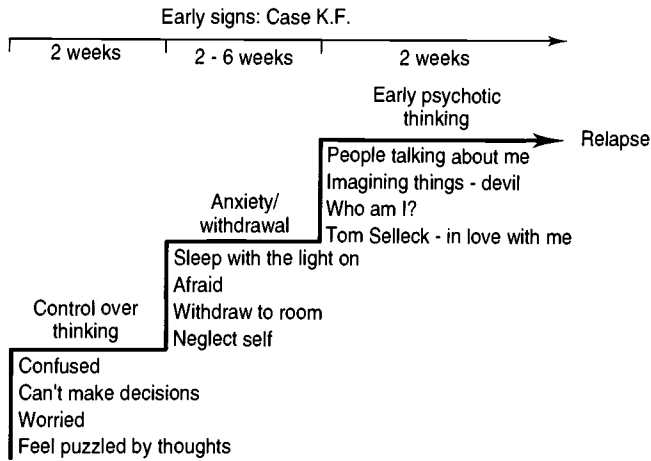 Early signs: Case K.F.
2 weeks
2 - 6 weeks
2 weeks
Early psychotic
thinking
Relapse
People talking about me
Imagining things - devil
Who am I?
Tom Selleck - in love with me
Anxiety/
withdrawal
Sleep with the light on
Afraid
Withdraw to room
Neglect self
Control over
thinking
Confused
Can't make decisions
Worried
Feel puzzled by thoughts